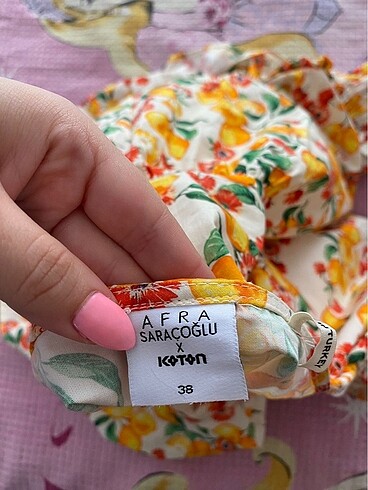 AFRA
SARAÇOĞLU
X
KOTON
38
TURKEY